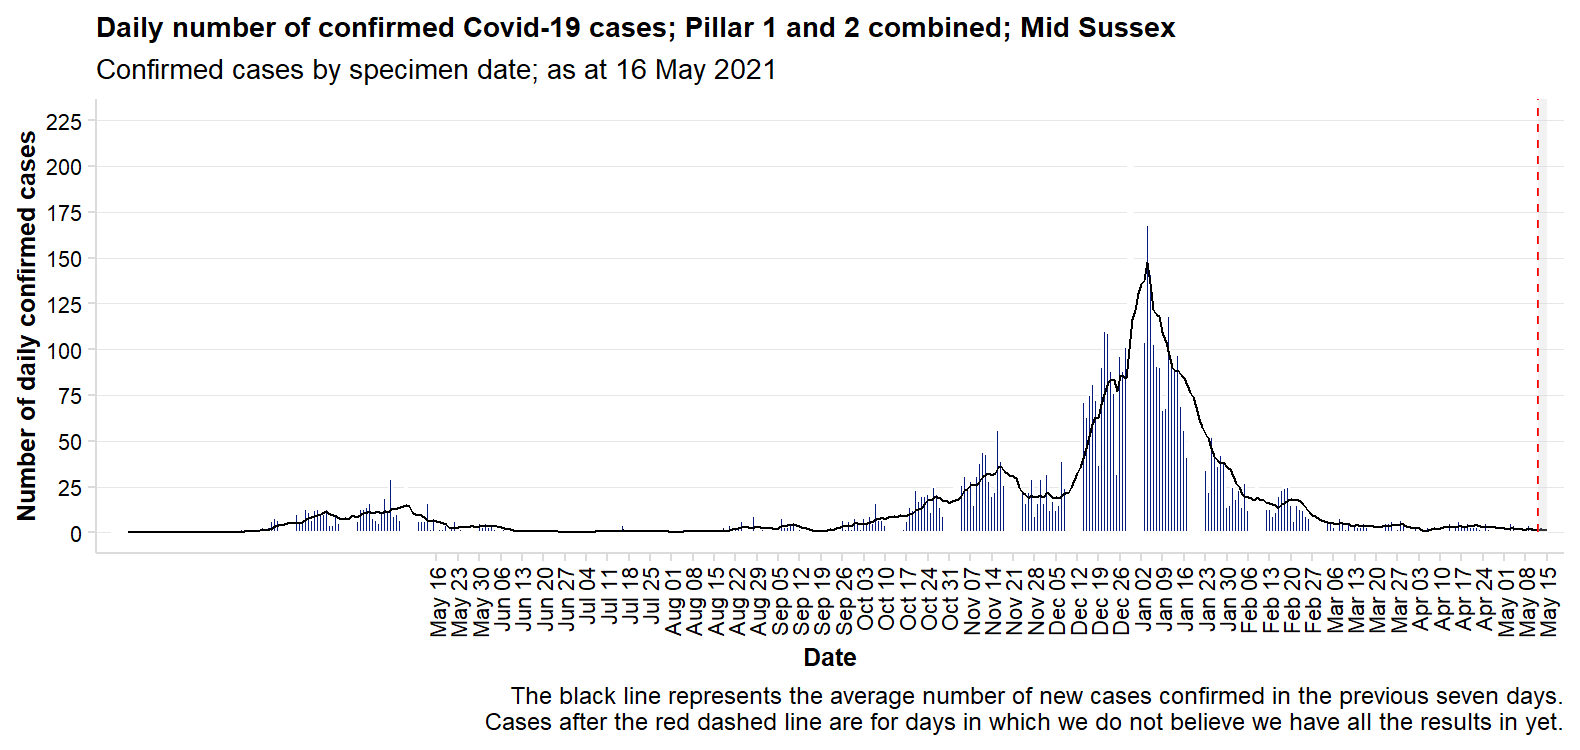 Daily number of confirmed Covid-19 cases; Pillar 1 and 2 combined; Mid Sussex
Confirmed cases by specimen date; as at 16 May 2021
Number of daily confirmed cases
225
200
175
150
125
100
75
50
25
0
May 16
May 23
May 30
Jun 06
Jun 13
Jun 20
Jun 27
Jul 04
Jul 11
Jul 18
Jul 25
Aug 01
Aug 08
Aug 15
Aug 22
Aug 29
Sep 05
Sep 12
Sep 19
Sep 26
Oct 03
Oct 10
Oct 17
Oct 24
Oct 31
Nov 07
Nov 14
Nov 21
Nov 28
Dec 05
Dec 12
Dec 19
Dec 26
Jan 02
Jan 09
Jan 16
Jan 23
Jan 30
Feb 06
Feb 13
Feb 20
Feb 27
Mar 06
Mar 13
Mar 20
Mar 27
Apr 03
Apr 10
Apr 17
Apr 24
May 01
May 08
May 15
Date
The black line represents the average number of new cases confirmed in the previous seven days.
Cases after the red dashed line are for days in which we do not believe we have all the results in yet.